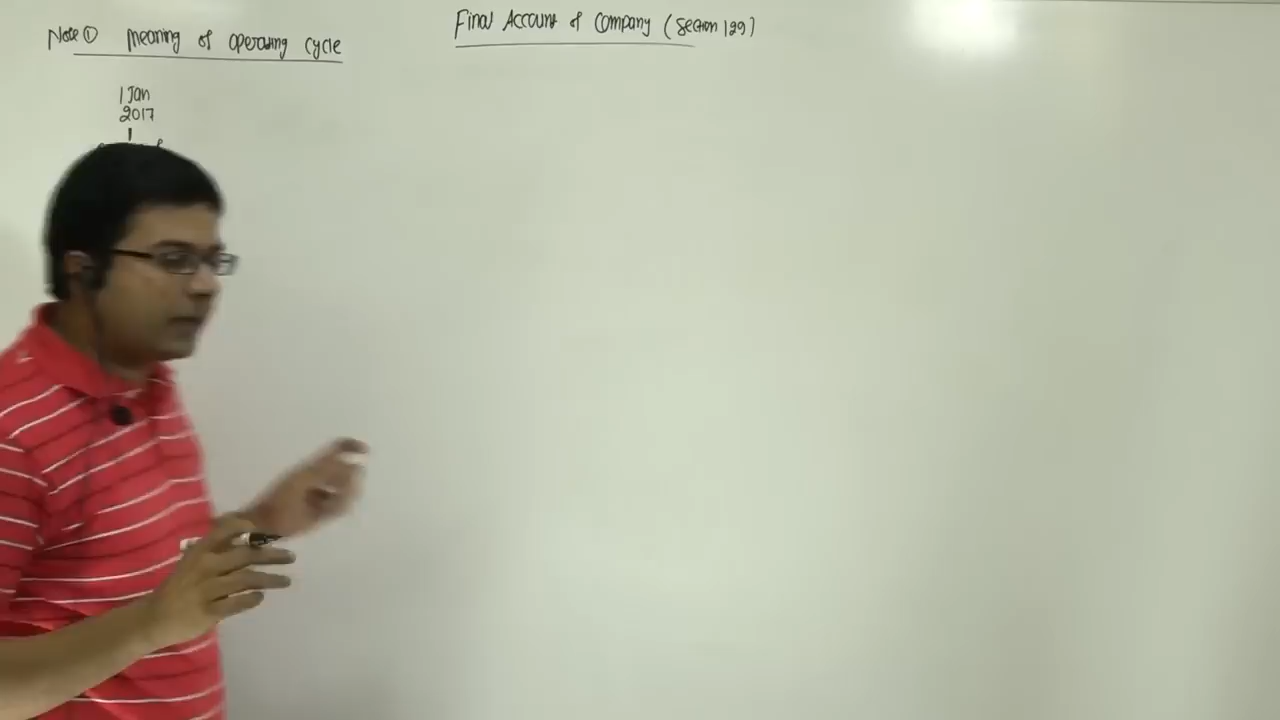 Final Account of Company (Section 129)
Note ① Meaning of operating cycle
1 Jan
2017